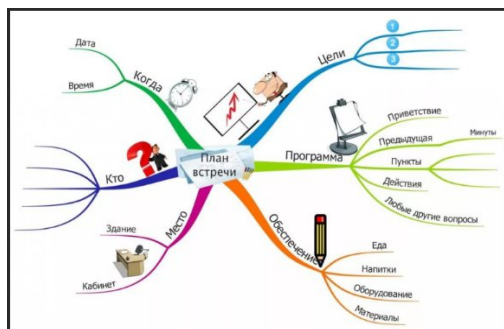 План
встречи
Цели
1
2
3
Программа
Приветствие
Предыдущая
Минуты
Пункты
Действия
Любые другие вопросы
Обеспечение
Еда
Напитки
Оборудование
Материалы
Место
Здание
Кабинет
Кто
Когда
Дата
Время